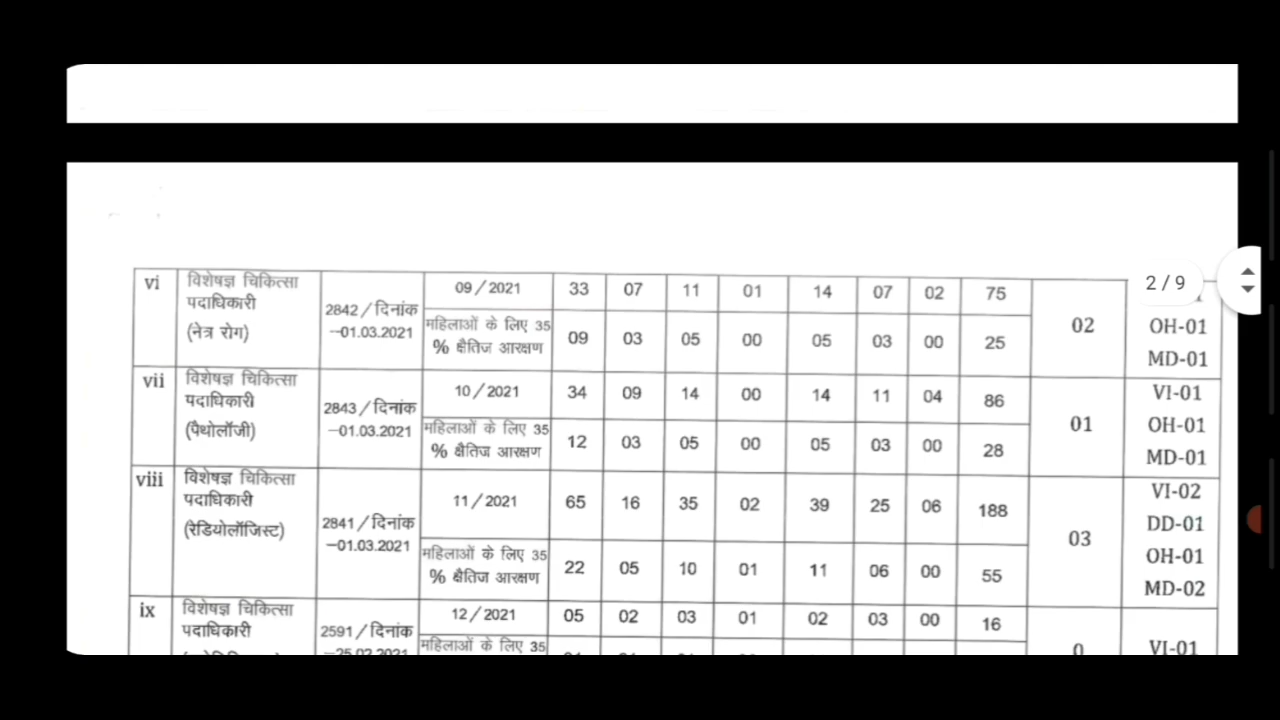 2 / 9
vi विशेषज्ञ चिकित्सा पदाधिकारी (नेत्र रोग) 2842/दिनांक –01.03.2021 09/2021 33 07 11 01 14 07 02 75 02
OH-01
MD-01
महिलाओं के लिए 35 % क्षैतिज आरक्षण 09 03 05 00 05 03 00 25
vii विशेषज्ञ चिकित्सा पदाधिकारी (पैथोलॉजी) 2843/दिनांक –01.03.2021 10/2021 34 09 14 00 14 11 04 86 01
VI-01
OH-01
MD-01
महिलाओं के लिए 35 % क्षैतिज आरक्षण 12 03 05 00 05 03 00 28
viii विशेषज्ञ चिकित्सा पदाधिकारी (रेडियोलॉजिस्ट) 2841/दिनांक –01.03.2021 11/2021 65 16 35 02 39 25 06 188 03
VI-02
DD-01
OH-01
MD-02
महिलाओं के लिए 35 % क्षैतिज आरक्षण 22 05 10 01 11 06 00 55
ix विशेषज्ञ चिकित्सा पदाधिकारी 2591/दिनांक –25.02.2021 12/2021 05 02 03 01 02 03 00 16
VI-01
महिलाओं के लिए 35